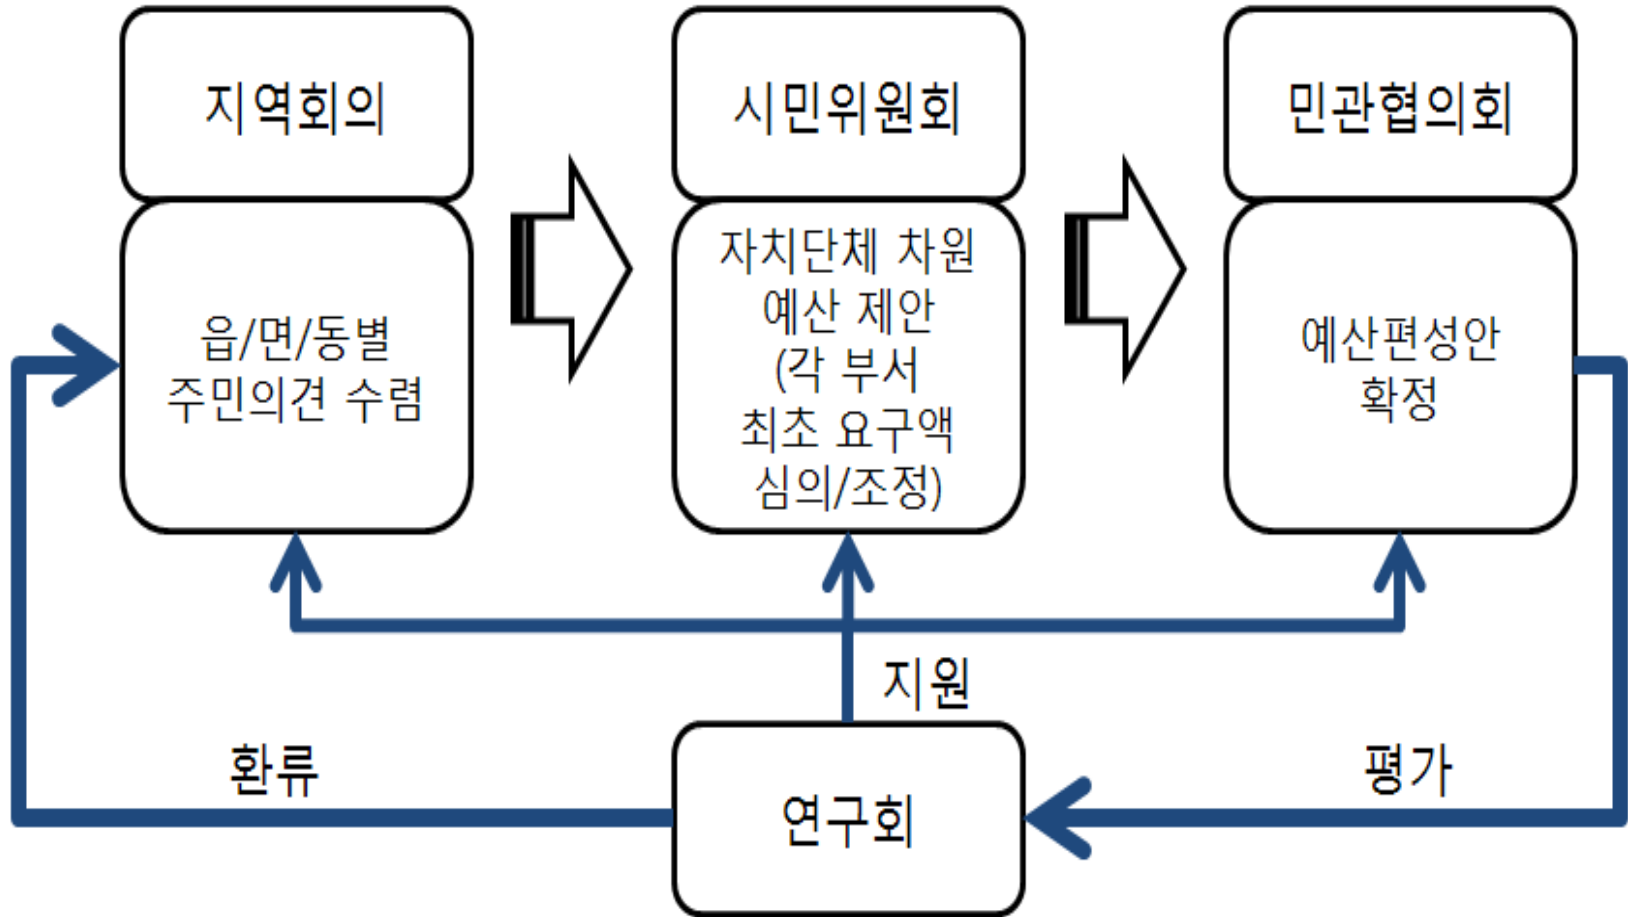 지역회의
시민위원회
민관협의회
읍/면/동별
주민의견 수렴
자치단체 차원
예산 제안
(각 부서
최초 요구액
심의/조정)
예산편성안
확정
지원
환류
평가
연구회